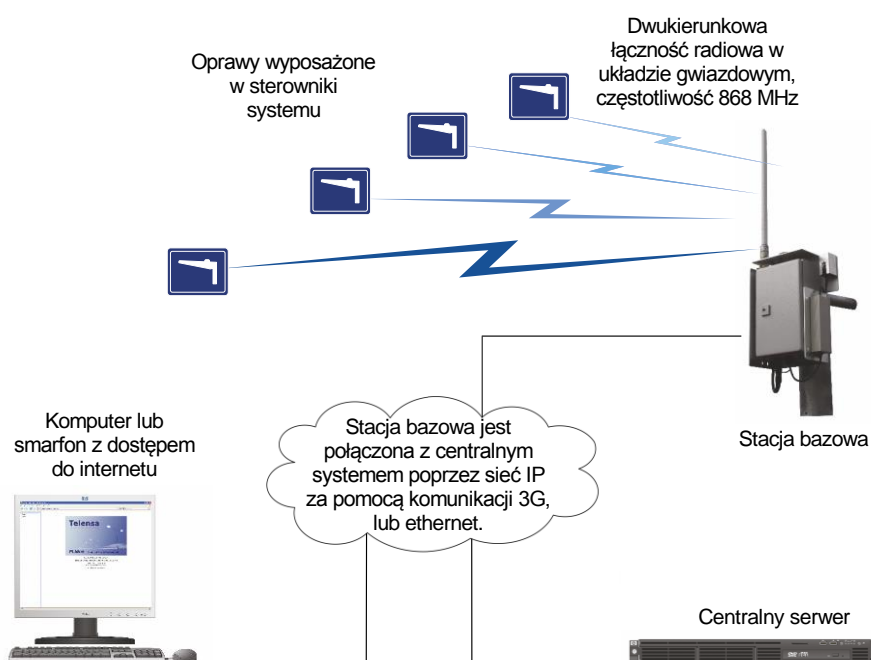 Oprawy wyposażone
w sterowniki
systemu
Dwukierunkowa
łączność radiowa w
układzie gwiazdowym,
częstotliwość 868 MHz
Stacja bazowa
Stacja bazowa jest
połączona z centralnym
systemem poprzez sieć IP
za pomocą komunikacji 3G,
lub ethernet.
Komputer lub
smarfon z dostępem
do internetu
Telensa
Centralny serwer